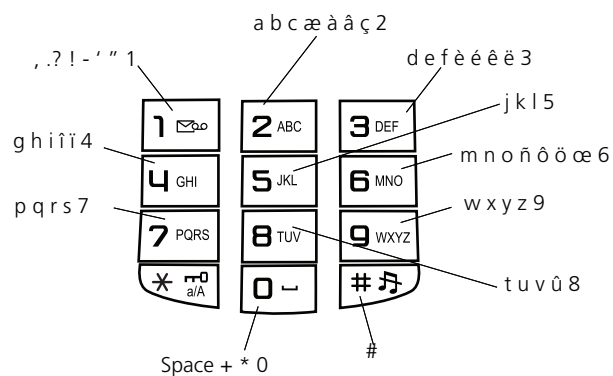 a b c æ à â ç 2
, .? ! - ‘ ” 1
d e f è é ê ë 3
j k l 5
1
2 ABC
3 DEF
g h i î ï 4
m n o ñ ô ö œ 6
4 GHI
5 JKL
6 MNO
p q r s 7
w x y z 9
7 PQRS
8 TUV
9 WXYZ
* a/A
0
#
t u v û 8
#
Space + * 0